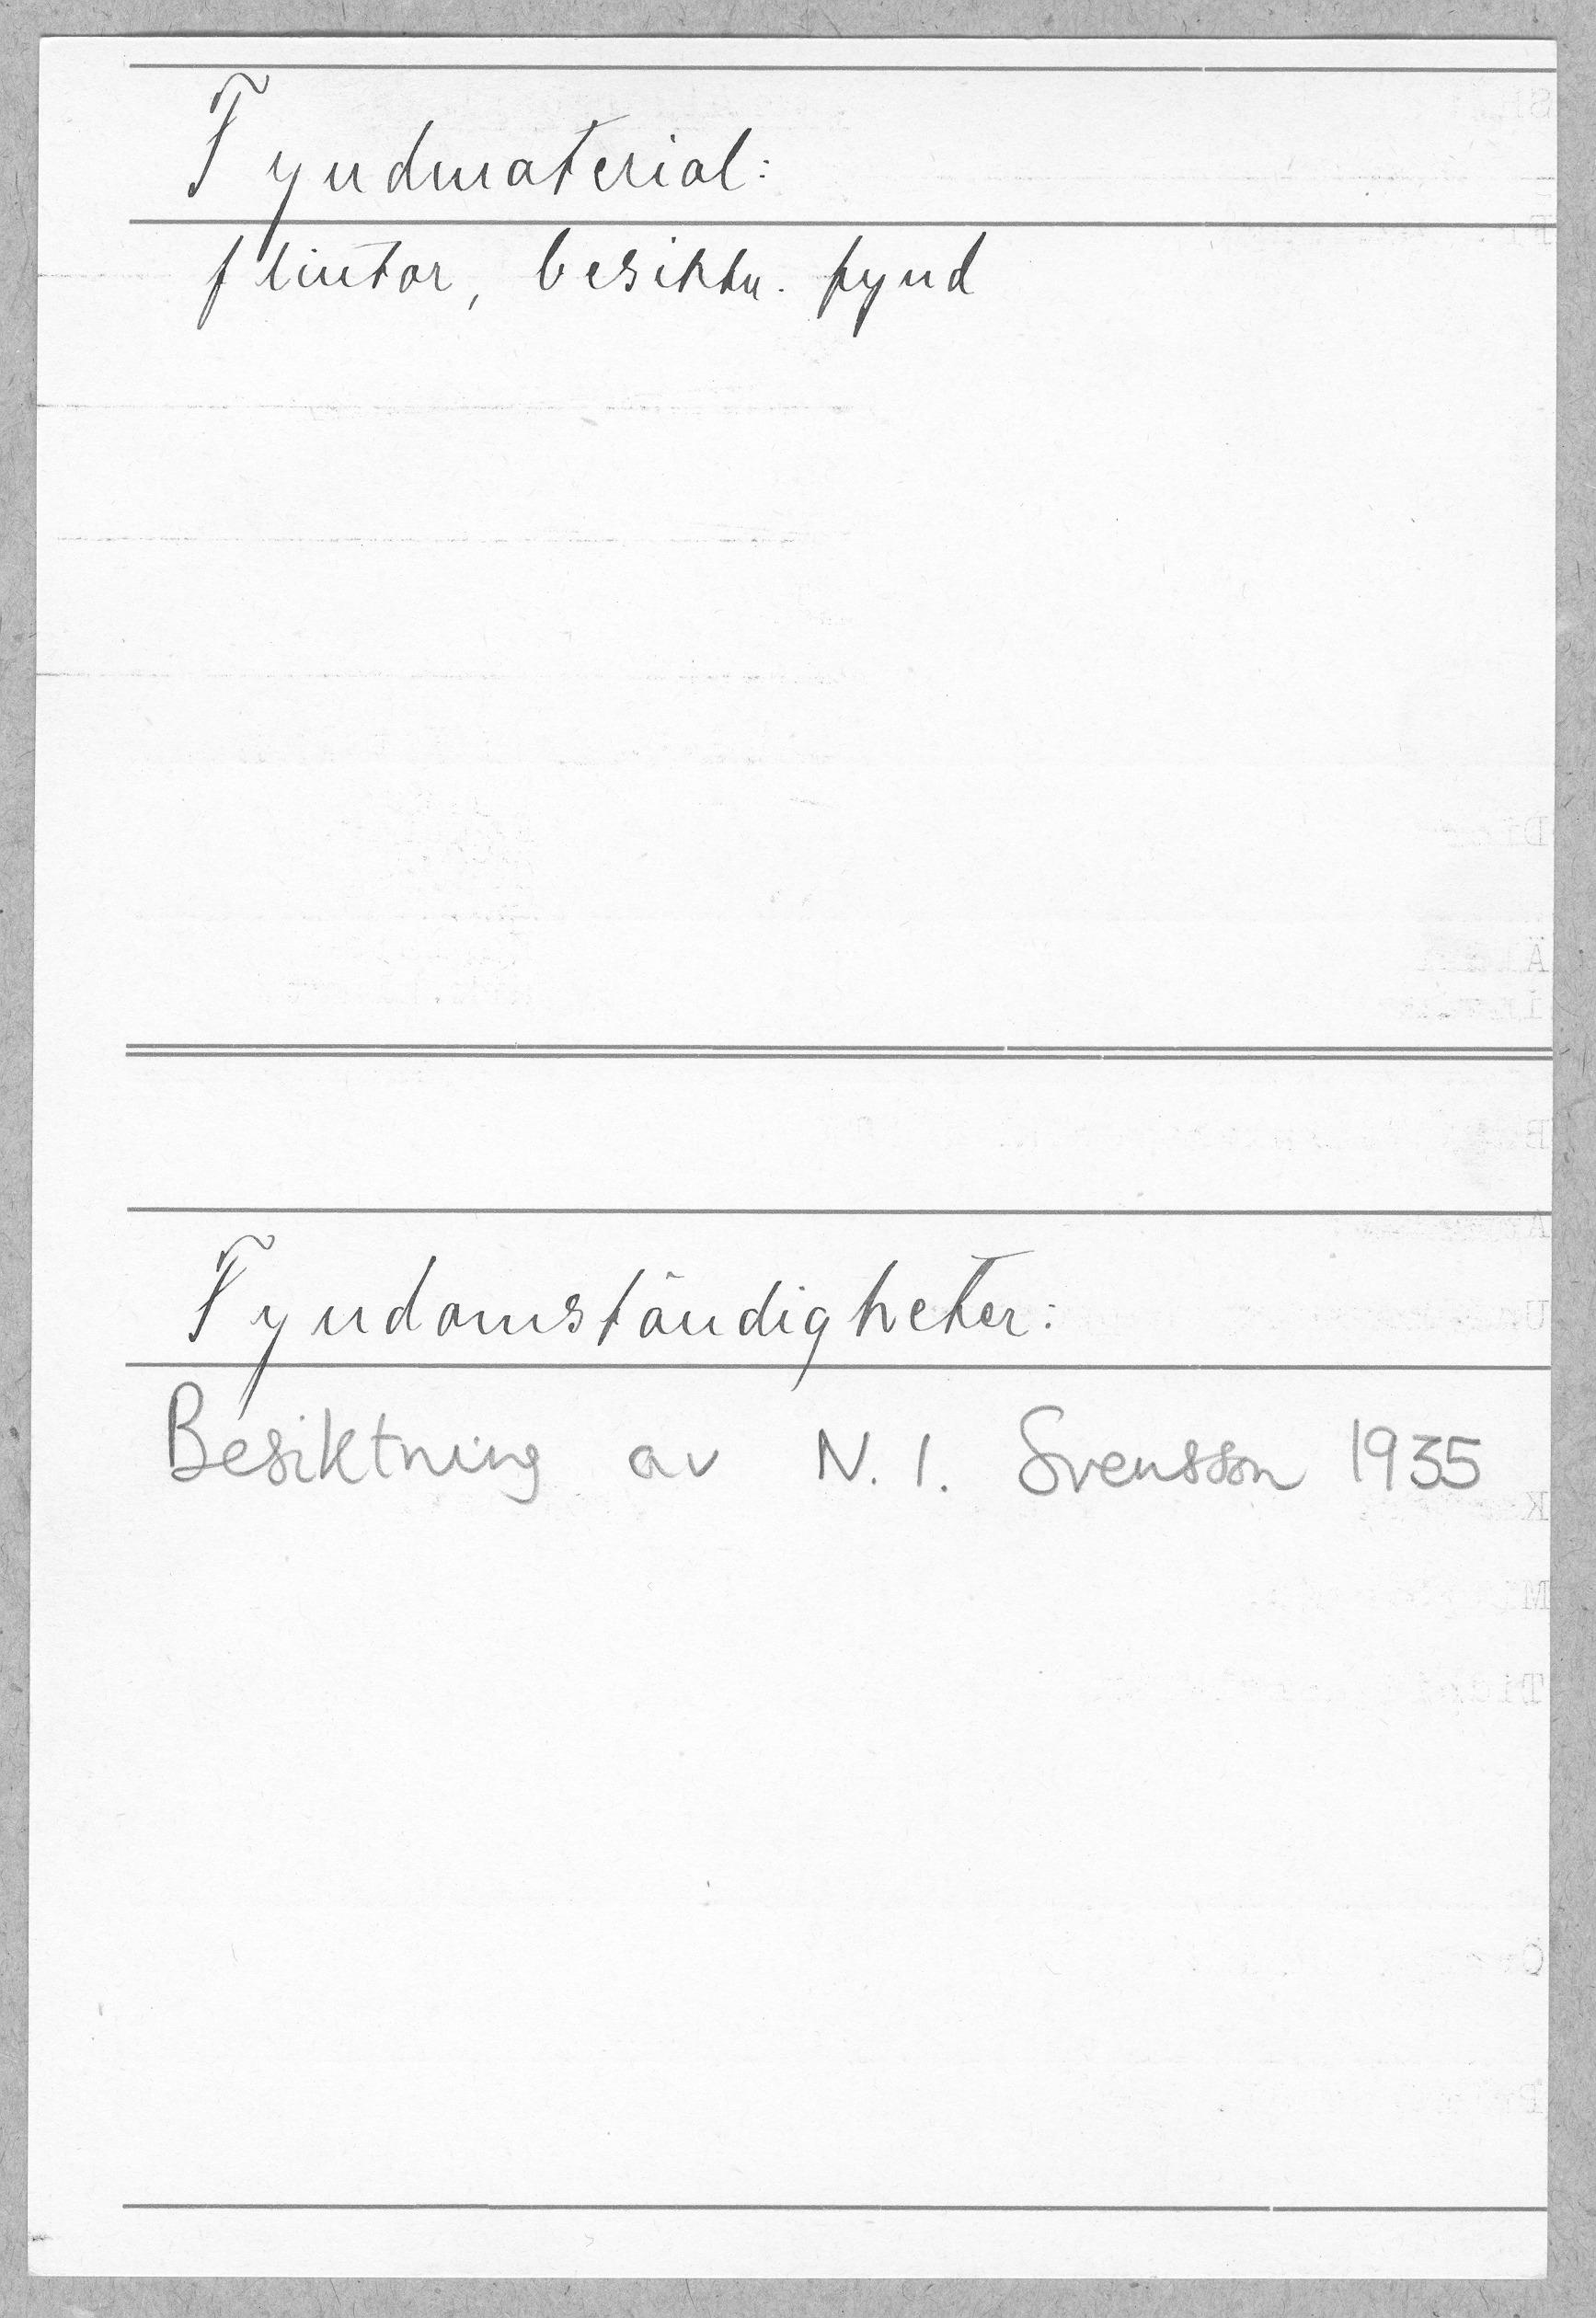 Fyndmaterial:
flintor, besiktn. fynd
Fyndomständigheter:
Besiktning av N. I. Svensson 1935